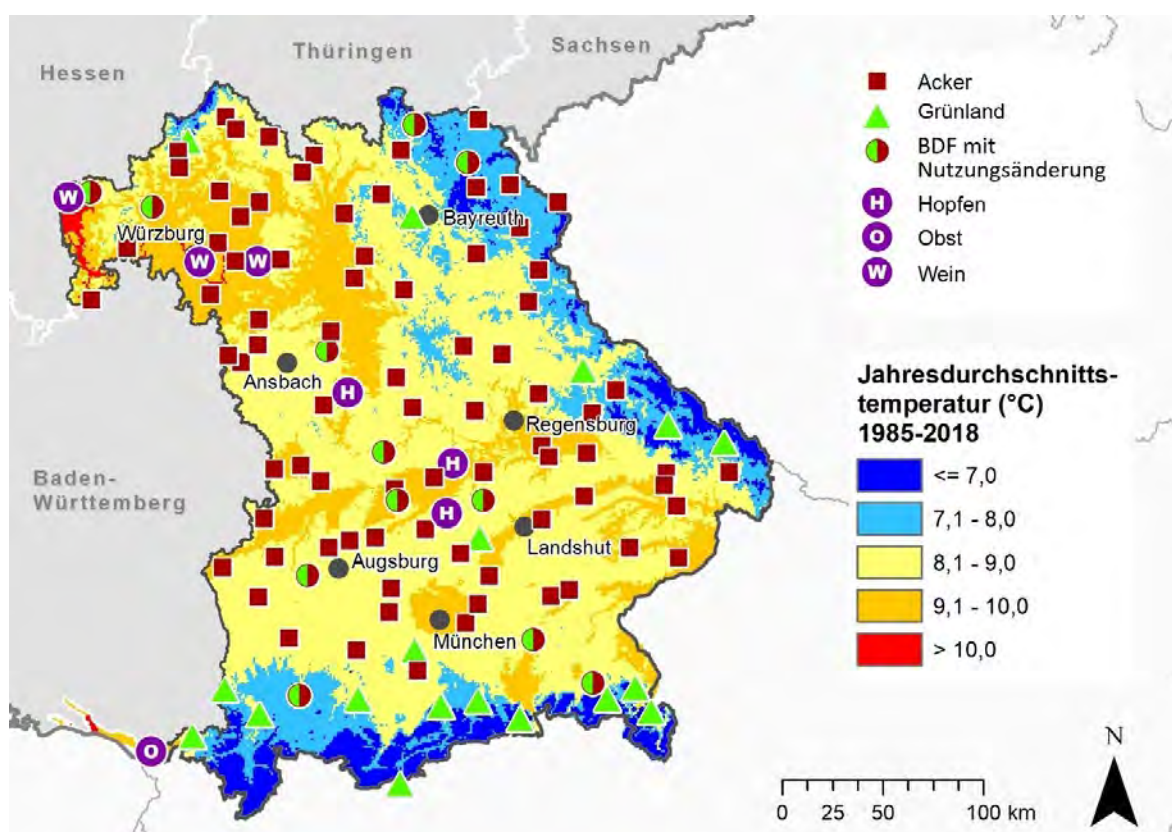 Hessen
Thüringen
Sachsen
Baden-
Württemberg
Würzburg
Bayreuth
Ansbach
Regensburg
Landshut
Augsburg
München
W
W
W
H
H
H
O
Acker
Grünland
BDF mit
Nutzungsänderung
H Hopfen
O Obst
W Wein
Jahresdurchschnitts-
temperatur (°C)
1985-2018
<= 7,0
7,1 - 8,0
8,1 - 9,0
9,1 - 10,0
> 10,0
N
0 25 50 100 km